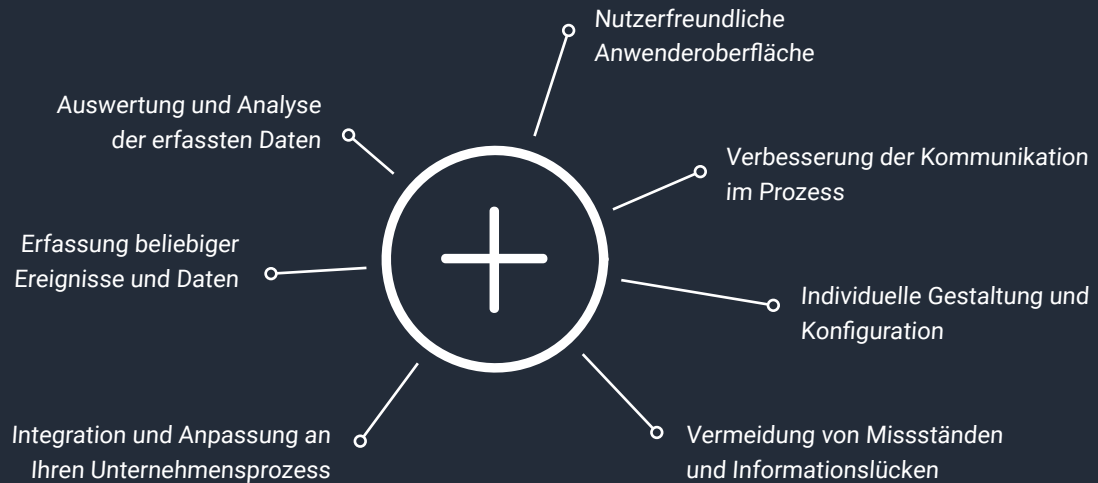 Nutzerfreundliche
Anwenderoberfläche
Auswertung und Analyse
der erfassten Daten
Verbesserung der Kommunikation
im Prozess
Erfassung beliebiger
Ereignisse und Daten
Individuelle Gestaltung und
Konfiguration
Integration und Anpassung an
Ihren Unternehmensprozess
Vermeidung von Missständen
und Informationslücken